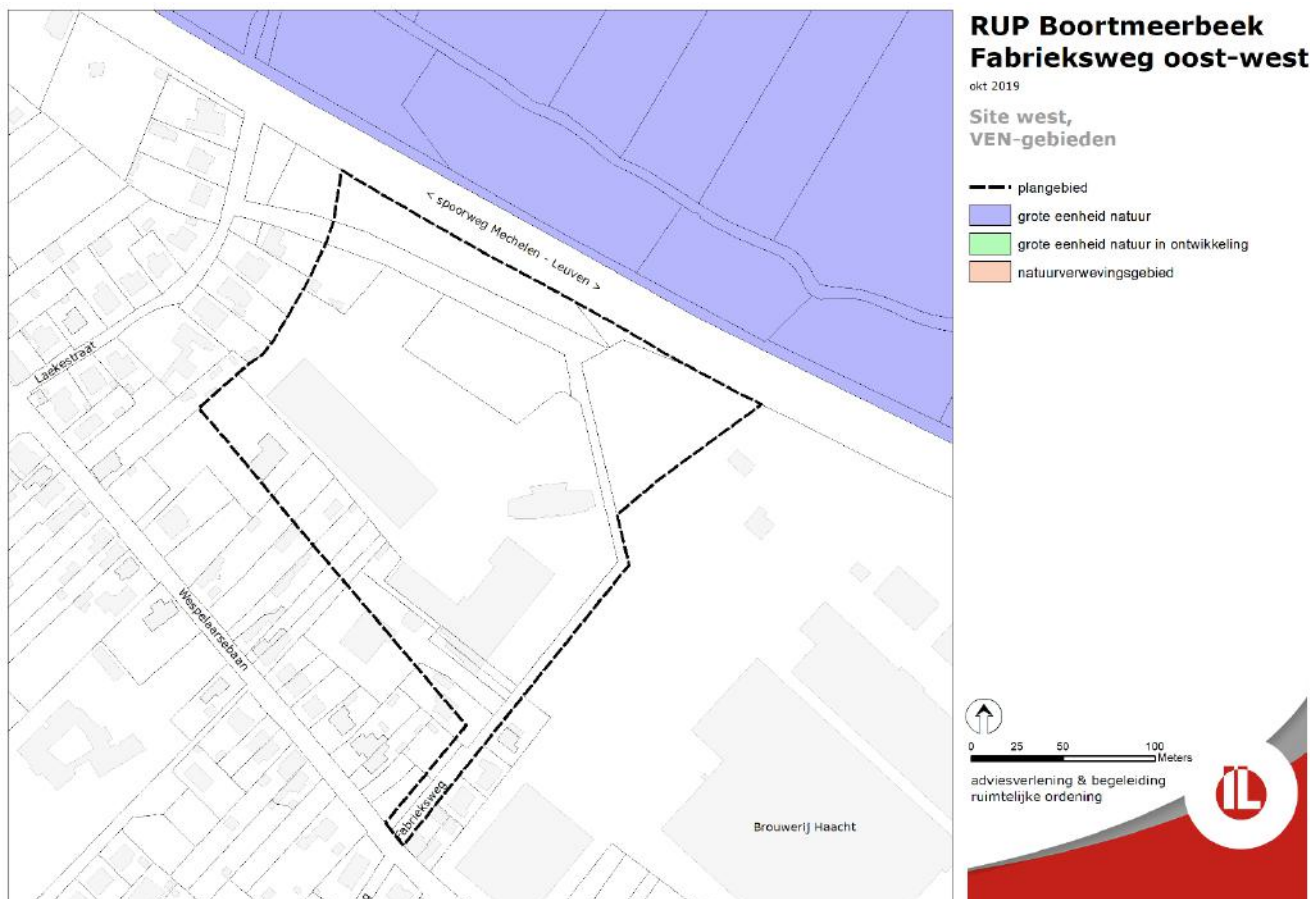 RUP Boortmeerbeek
Fabrieksweg oost-west
okt 2019
Site west,
VEN-gebieden
plangebied
grote eenheid natuur
grote eenheid natuur in ontwikkeling
natuurverwevingsgebied
< spoorweg Mechelen - Leuven >
Laekestraat
Wespelaarsebaan
Fabrieksweg
Brouwerij Haacht
0 25 50 100
Meters
adviesverlening & begeleiding
ruimtelijke ordening